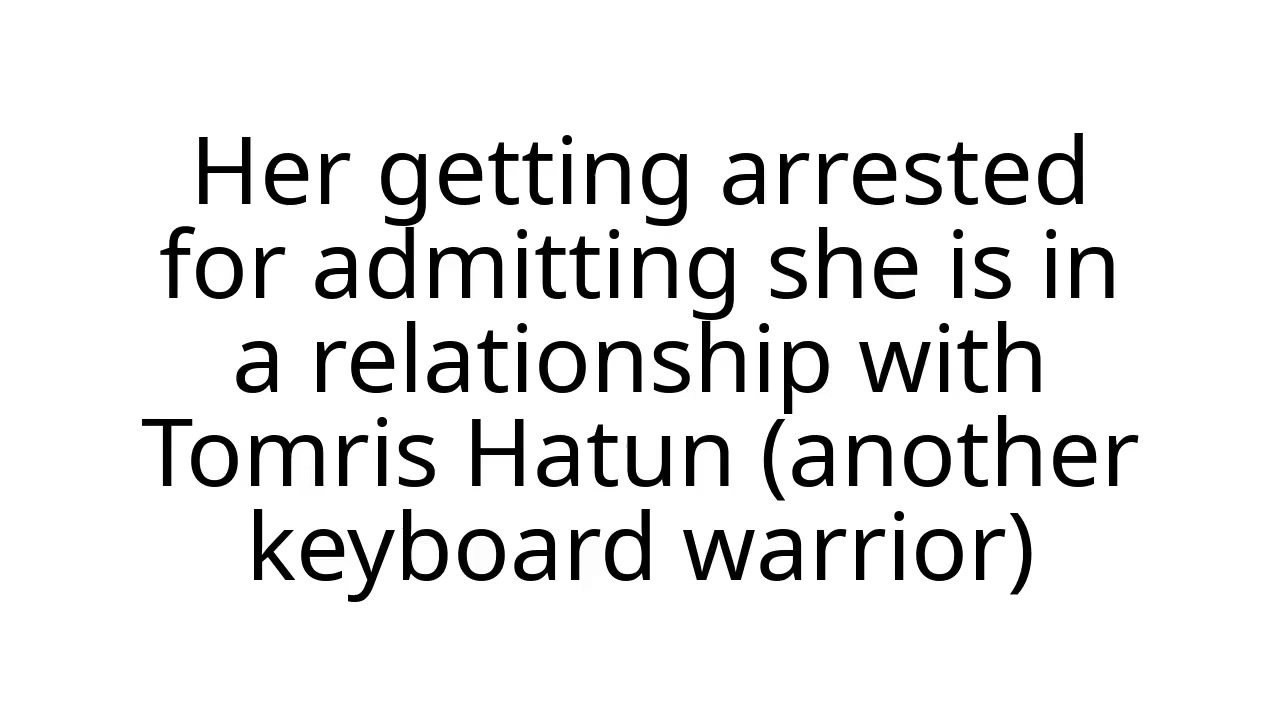 Her getting arrested
for admitting she is in
a relationship with
Tomris Hatun (another
keyboard warrior)